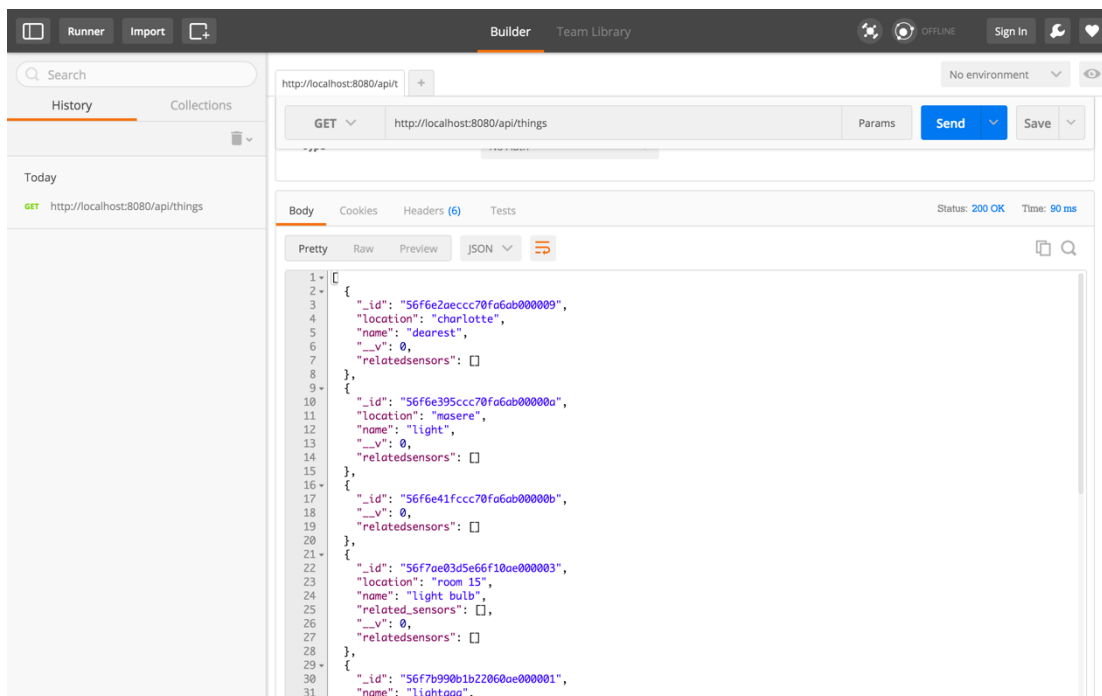 Runner Import Builder Team Library OFFLINE Sign In
Search
http://localhost:8080/api/t + No environment
History Collections
GET http://localhost:8080/api/things Params Send Save
Today
GET http://localhost:8080/api/things
Body Cookies Headers (6) Tests Status: 200 OK Time: 90 ms
Pretty Raw Preview JSON
1 [
2 {
3 "_id": "56f6e2aeccc70fa6ab000009",
4 "location": "charlotte",
5 "name": "dearest",
6 "__v": 0,
7 "relatedsensors": []
8 },
9 {
10 "_id": "56f6e395ccc70fa6ab00000a",
11 "location": "masere",
12 "name": "light",
13 "__v": 0,
14 "relatedsensors": []
15 },
16 {
17 "_id": "56f6e41fccc70fa6ab00000b",
18 "__v": 0,
19 "relatedsensors": []
20 },
21 {
22 "_id": "56f7ae03d5e66f10ae000003",
23 "location": "room 15",
24 "name": "light bulb",
25 "related_sensors": [],
26 "__v": 0,
27 "relatedsensors": []
28 },
29 {
30 "_id": "56f7b990b1b22060ae000001",
31 "name":